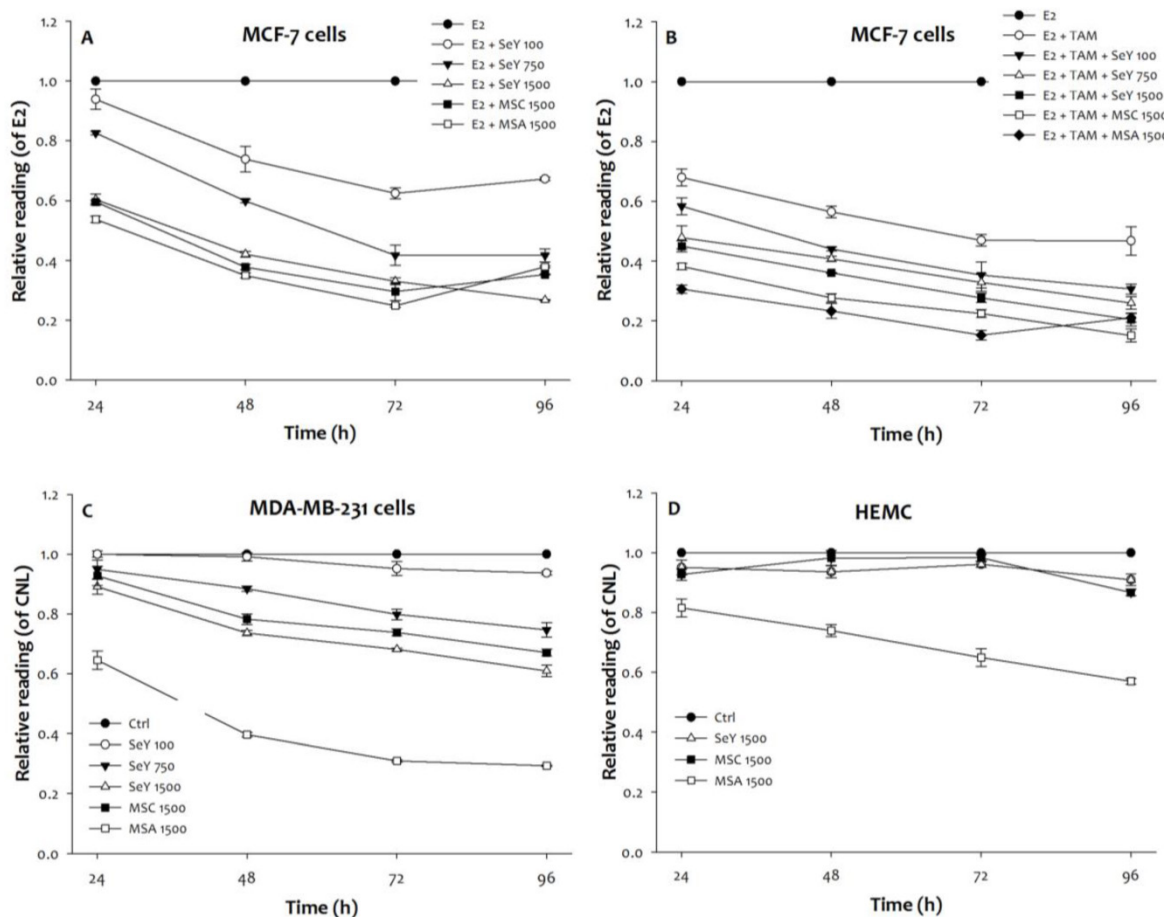 A
MCF-7 cells
E2
E2 + SeY 100
E2 + SeY 750
E2 + SeY 1500
E2 + MSC 1500
E2 + MSA 1500
Relative reading (of E2)
1.2
1.0
0.8
0.6
0.4
0.2
0.0
24 48 72 96
Time (h)
B
MCF-7 cells
E2
E2 + TAM
E2 + TAM + SeY 100
E2 + TAM + SeY 750
E2 + TAM + SeY 1500
E2 + TAM + MSC 1500
E2 + TAM + MSA 1500
Relative reading (of E2)
1.2
1.0
0.8
0.6
0.4
0.2
0.0
24 48 72 96
Time (h)
C
MDA-MB-231 cells
Relative reading (of CNL)
1.2
1.0
0.8
0.6
0.4
0.2
0.0
Ctrl
SeY 100
SeY 750
SeY 1500
MSC 1500
MSA 1500
24 48 72 96
Time (h)
D
HEMC
Relative reading (of CNL)
1.2
1.0
0.8
0.6
0.4
0.2
0.0
Ctrl
SeY 1500
MSC 1500
MSA 1500
24 48 72 96
Time (h)